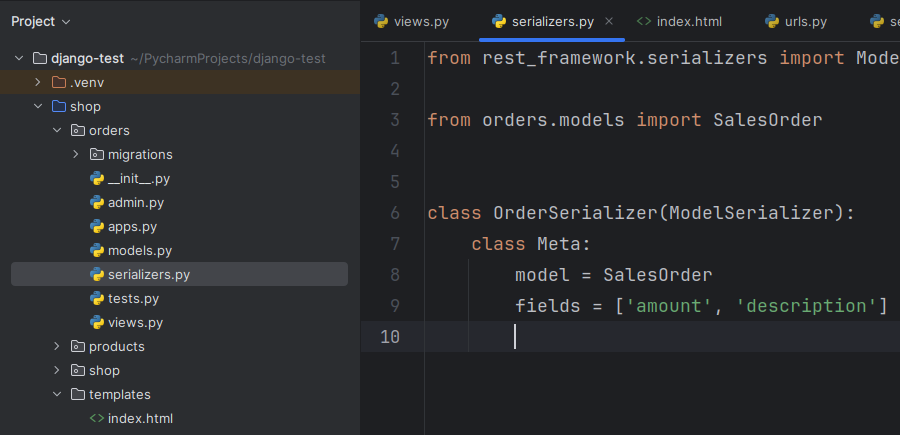 Project
django-test ~/PycharmProjects/django-test
.venv
shop
orders
migrations
__init__.py
admin.py
apps.py
models.py
serializers.py
tests.py
views.py
products
shop
templates
<> index.html
views.py serializers.py × <> index.html urls.py se
1 from rest_framework.serializers import Mode
2
3 from orders.models import SalesOrder
4
5
6 class OrderSerializer(ModelSerializer):
7 class Meta:
8 model = SalesOrder
9 fields = ['amount', 'description']
10